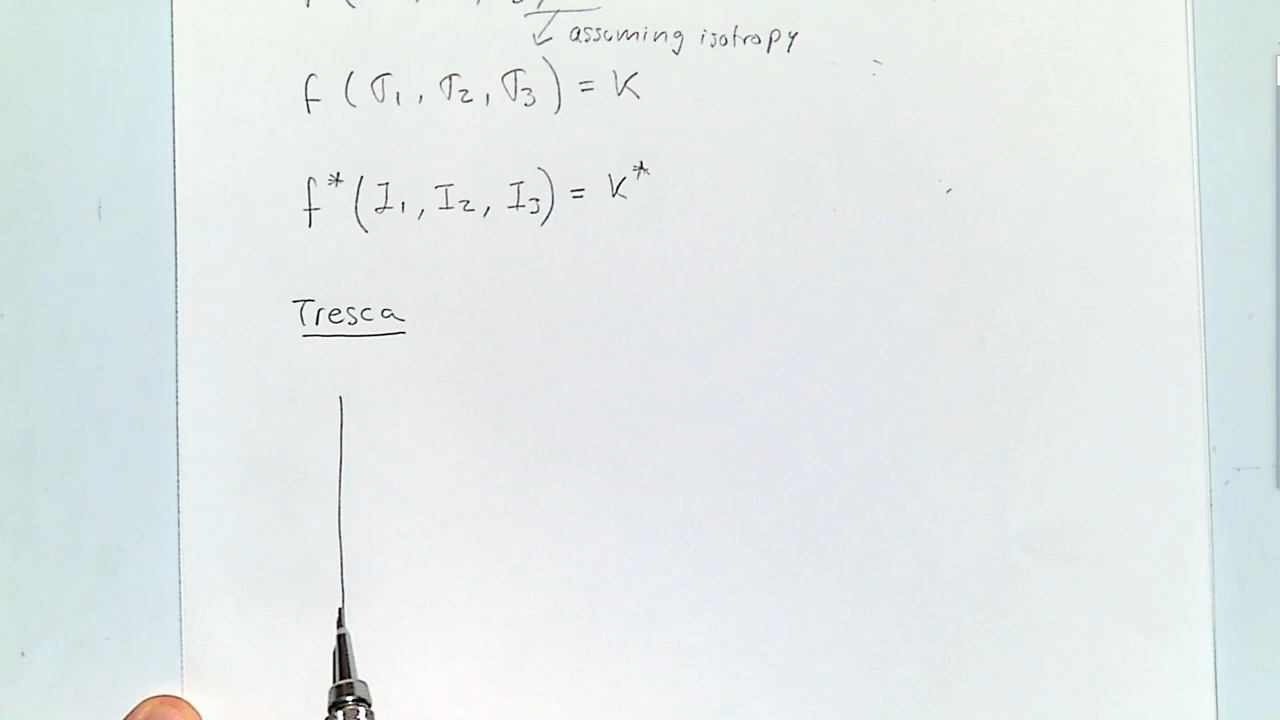 assuming isotropy
f (σ1, σ2, σ3) = K
f* (I1, I2, I3) = K*
Tresca